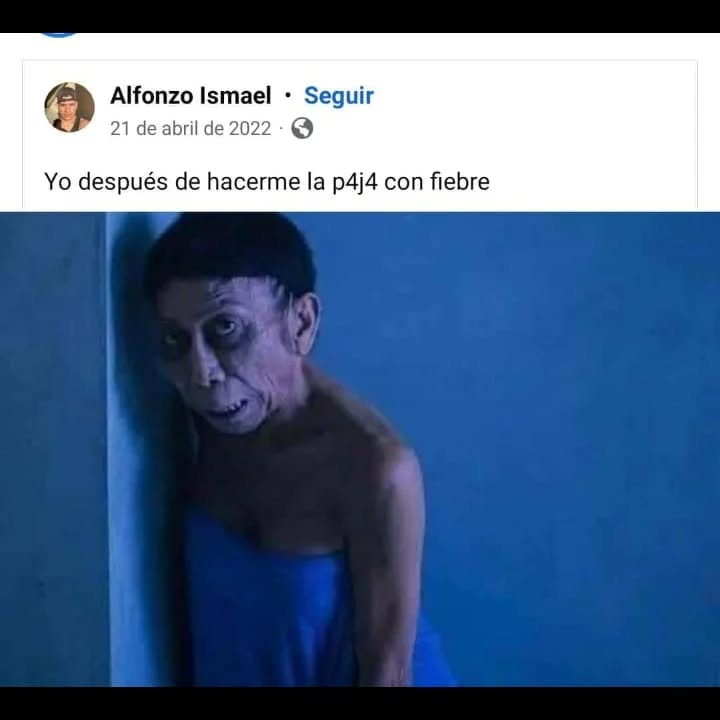 Alfonzo Ismael · Seguir
21 de abril de 2022 ·
Yo después de hacerme la p4j4 con fiebre